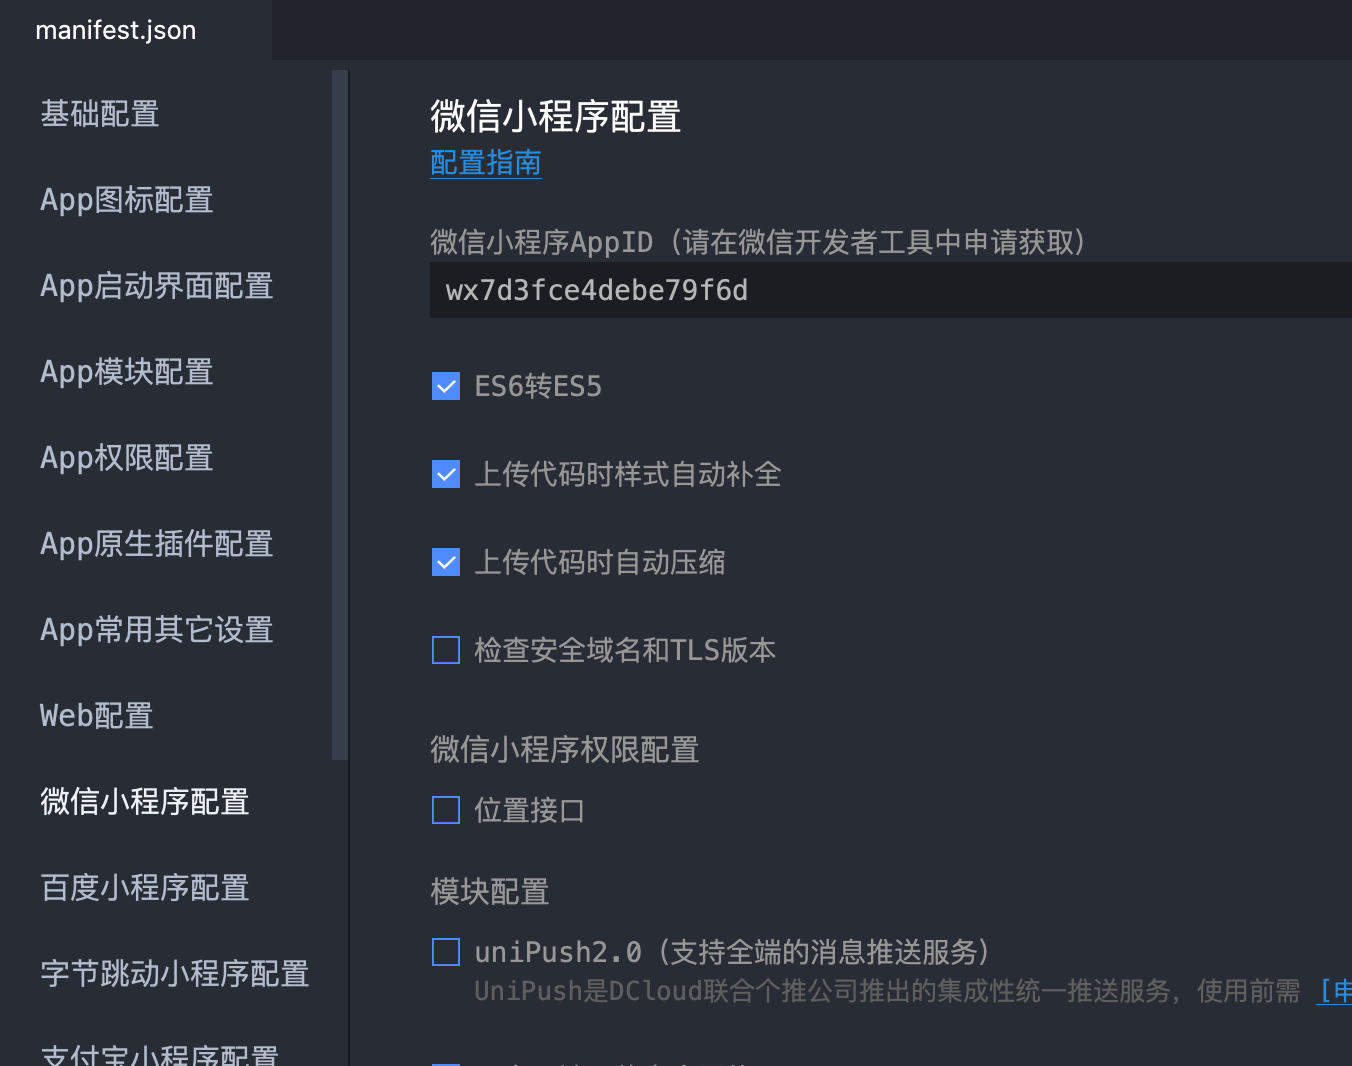 manifest.json
基础配置
App图标配置
App启动界面配置
App模块配置
App权限配置
App原生插件配置
App常用其它设置
Web配置
微信小程序配置
百度小程序配置
字节跳动小程序配置
支付宝小程序配置
微信小程序配置
配置指南
微信小程序AppID（请在微信开发者工具中申请获取）
wx7d3fce4debe79f6d
ES6转ES5
上传代码时样式自动补全
上传代码时自动压缩
检查安全域名和TLS版本
微信小程序权限配置
位置接口
模块配置
uniPush2.0（支持全端的消息推送服务）
UniPush是DCloud联合个推公司推出的集成性统一推送服务，使用前需 [申